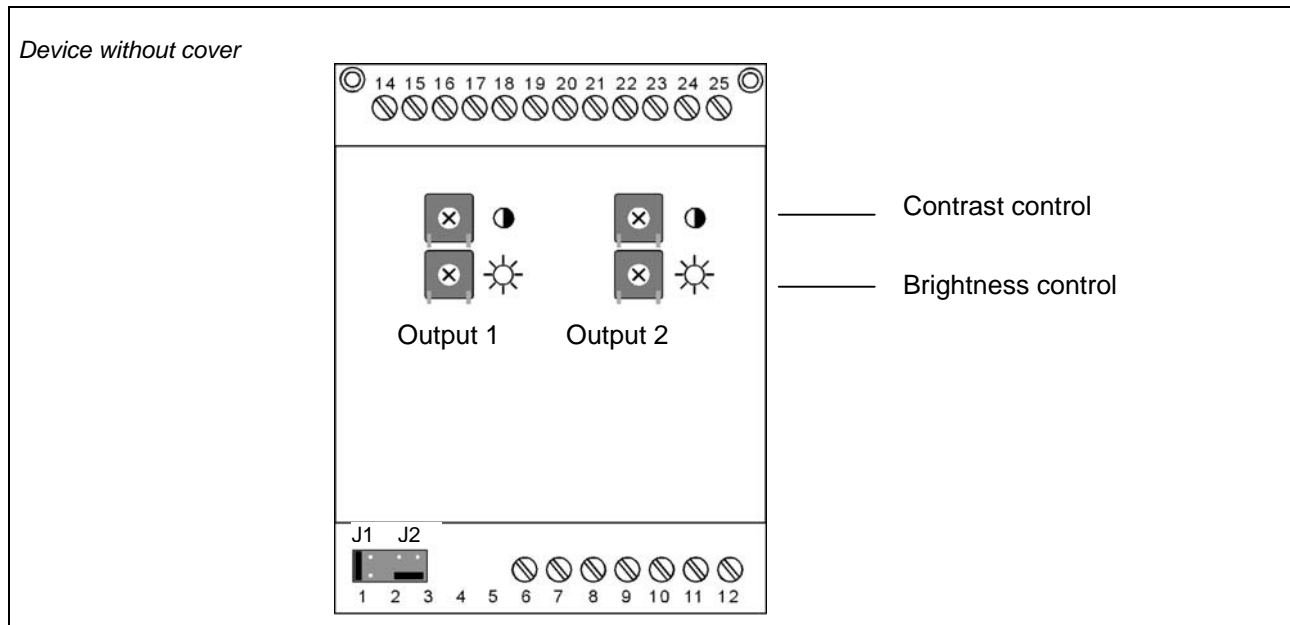 Device without cover
14 15 16 17 18 19 20 21 22 23 24 25
Contrast control
Brightness control
Output 1 Output 2
J1 J2
1 2 3 4 5 6 7 8 9 10 11 12